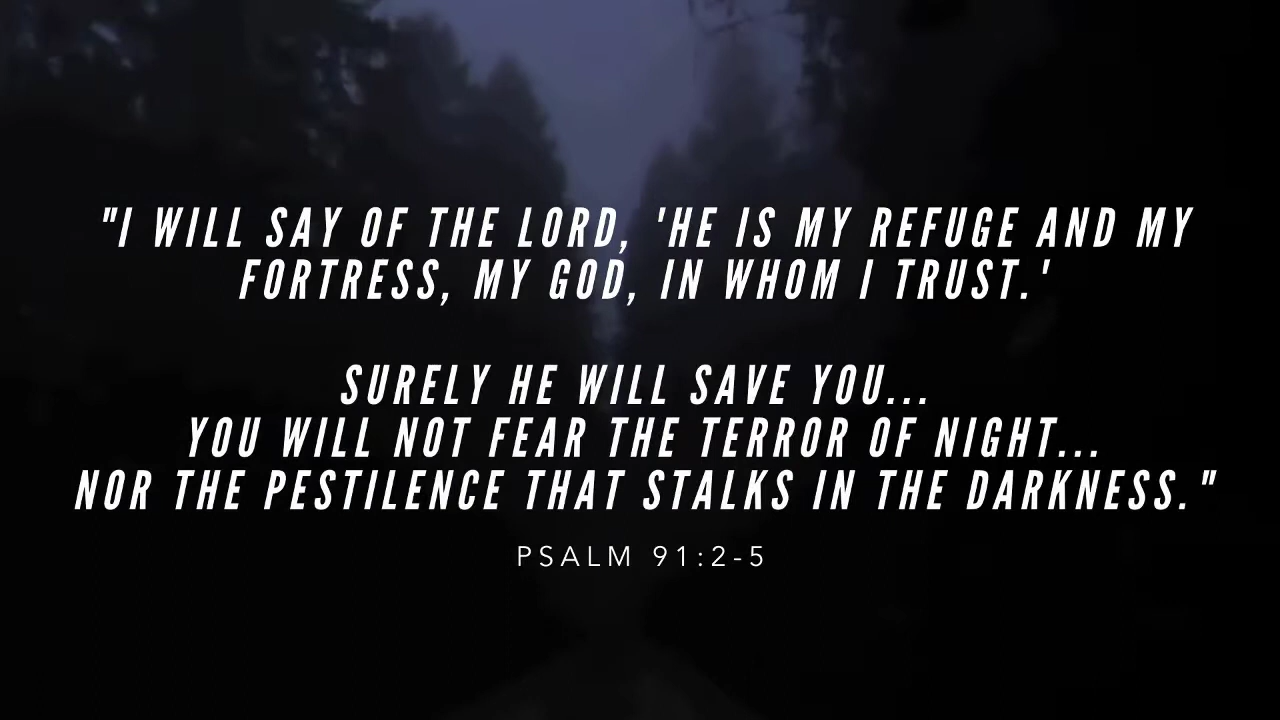 "I WILL SAY OF THE LORD, 'HE IS MY REFUGE AND MY
FORTRESS, MY GOD, IN WHOM I TRUST.'
SURELY HE WILL SAVE YOU...
YOU WILL NOT FEAR THE TERROR OF NIGHT...
NOR THE PESTILENCE THAT STALKS IN THE DARKNESS."
PSALM 91:2-5